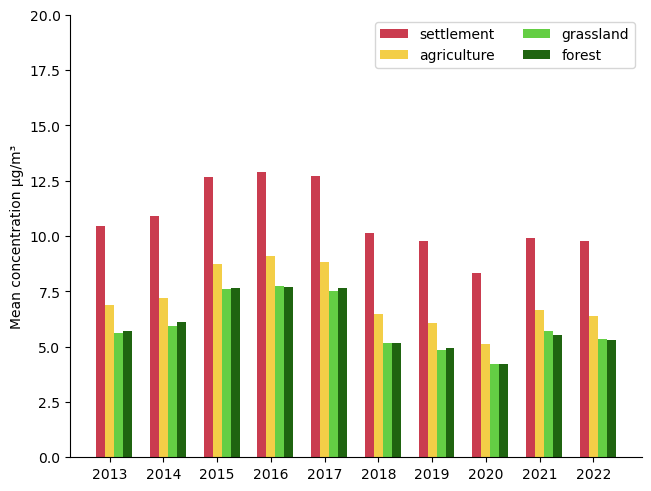 20.0
17.5
15.0
12.5
10.0
7.5
5.0
2.5
0.0
Mean concentration µg/m³
settlement
agriculture
grassland
forest
2013 2014 2015 2016 2017 2018 2019 2020 2021 2022